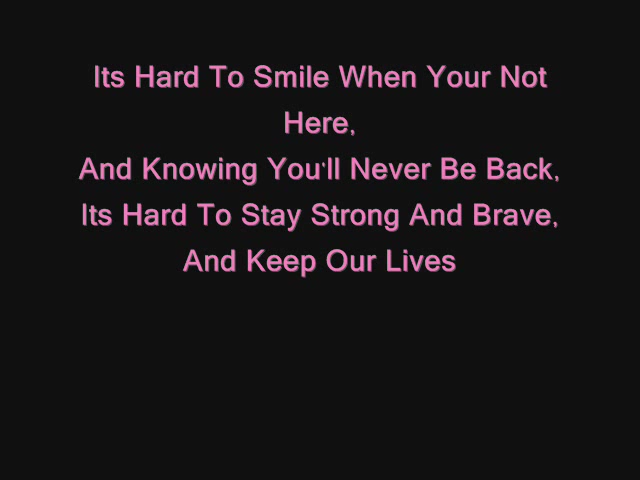 Its Hard To Smile When Your Not
Here,
And Knowing You'll Never Be Back,
Its Hard To Stay Strong And Brave,
And Keep Our Lives